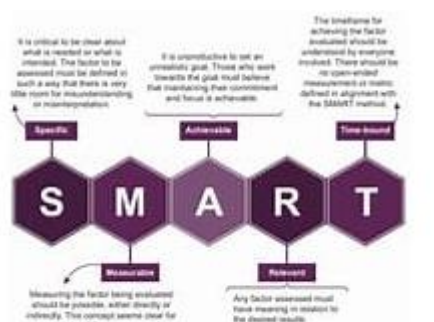 It is critical to be clear about
what is needed or what is
intended. The factor to be
assessed must be defined in
such a way that there is very
little room for misunderstanding
or misinterpretation.
Specific
It is unproductive to set an
unrealistic goal. Those who work
towards the goal must believe
that maintaining their commitment
and focus is achievable.
Achievable
The timeframe for
achieving the factor
evaluated should be
understood by everyone
involved. There should be
no open-ended
measurement or metric
defined in alignment with
the SMART method.
Time-bound
S M A R T
Measurable
Measuring the factor being evaluated
should be possible, either directly or
indirectly. This concept seems clear for
Relevant
Any factor assessed must
have meaning in relation to
the desired results